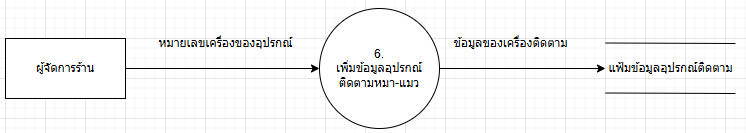 ผู้จัดการร้าน
หมายเลขเครื่องของอุปรกณ์
6.
เพิ่มข้อมูลอุปรกณ์
ติดตามหมา-แมว
ข้อมูลของเครื่องติดตาม
แฟ้มข้อมูลอุปรกณ์ติดตาม